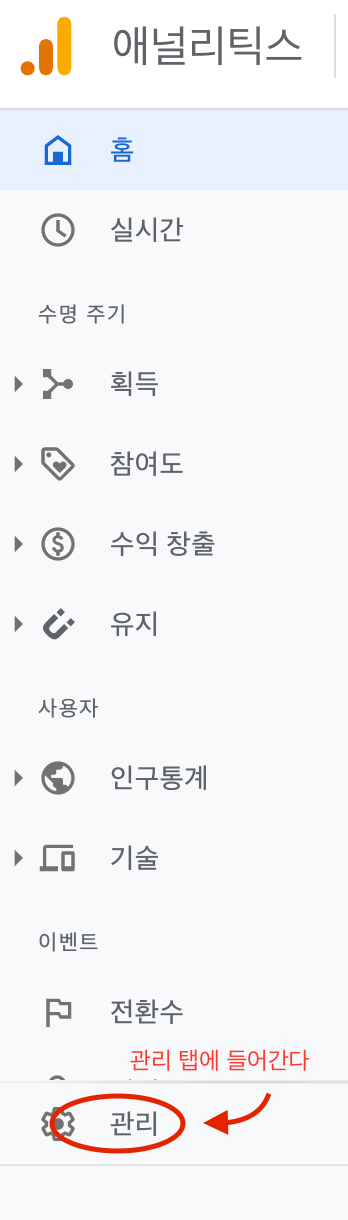 애널리틱스
홈
실시간
수명 주기
획득
참여도
수익 창출
유지
사용자
인구통계
기술
이벤트
전환수
관리 탭에 들어간다
관리